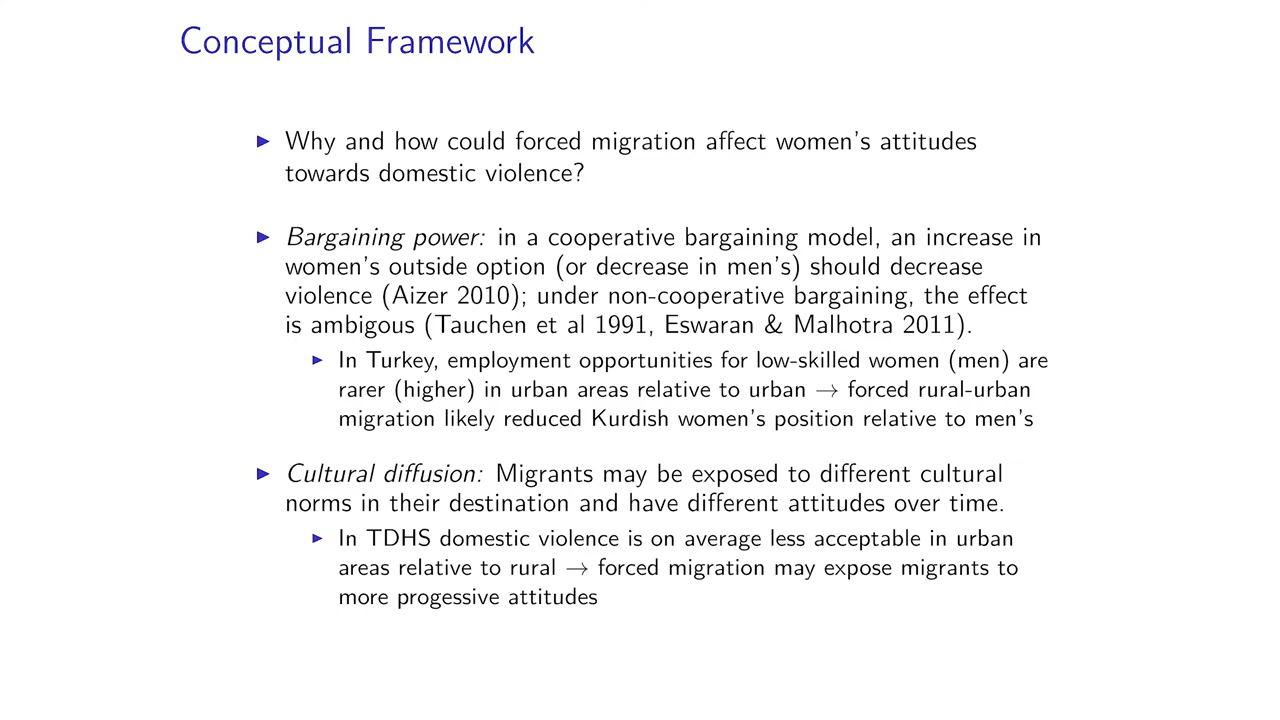 Conceptual Framework
▶ Why and how could forced migration affect women's attitudes
towards domestic violence?
▶ Bargaining power: in a cooperative bargaining model, an increase in
women's outside option (or decrease in men's) should decrease
violence (Aizer 2010); under non-cooperative bargaining, the effect
is ambigous (Tauchen et al 1991, Eswaran & Malhotra 2011).
▶ In Turkey, employment opportunities for low-skilled women (men) are
rarer (higher) in urban areas relative to urban → forced rural-urban
migration likely reduced Kurdish women's position relative to men's
▶ Cultural diffusion: Migrants may be exposed to different cultural
norms in their destination and have different attitudes over time.
▶ In TDHS domestic violence is on average less acceptable in urban
areas relative to rural → forced migration may expose migrants to
more progessive attitudes